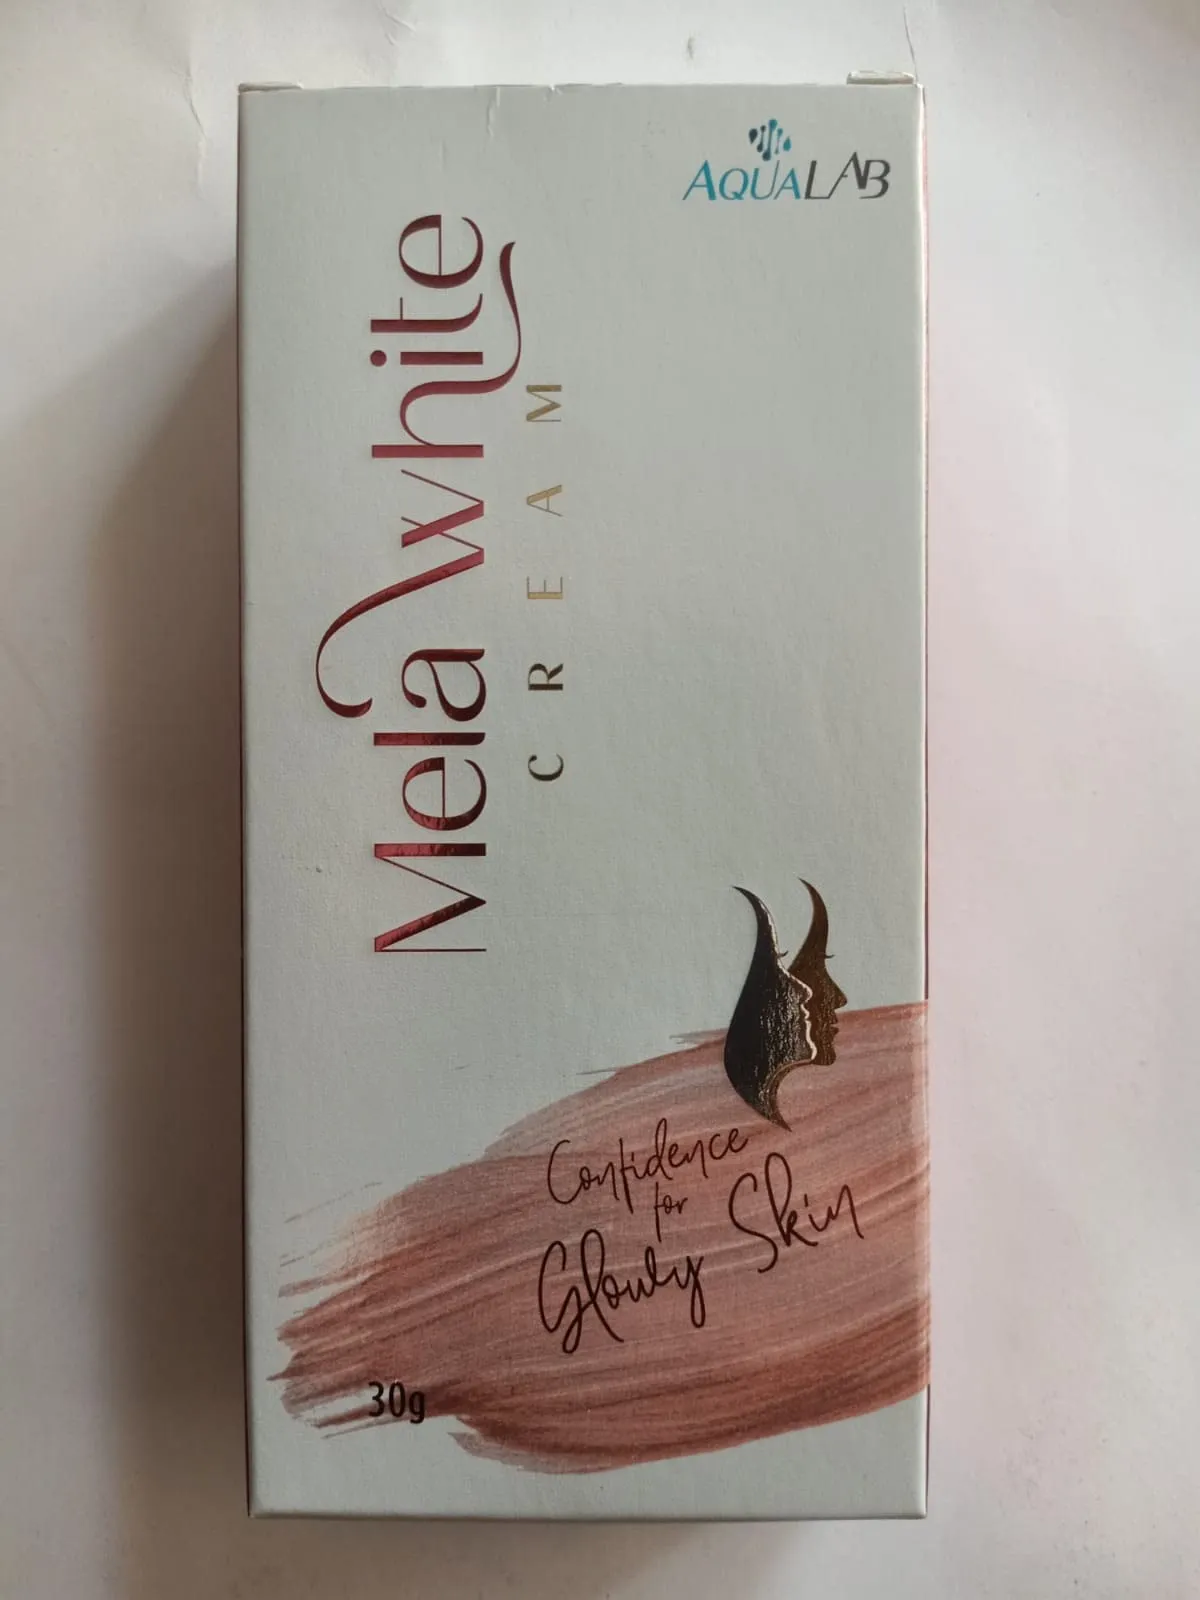 AQUALAB
Melawhite
CREAM
Confidence
for
Glowy Skin
30g